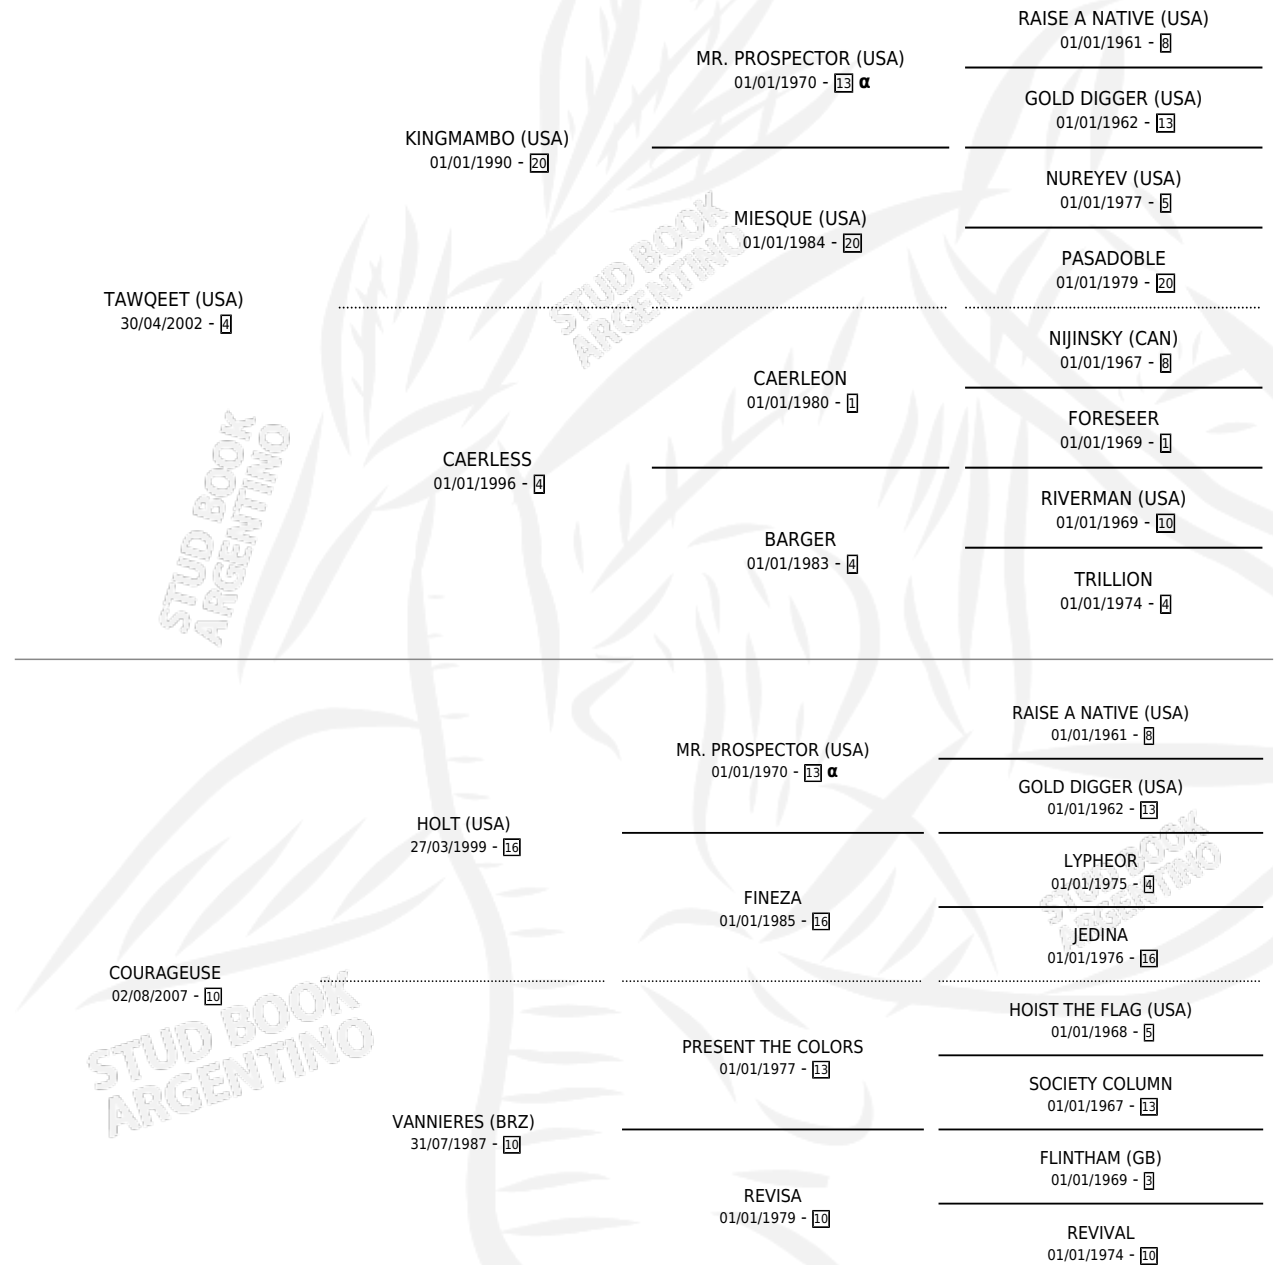 RAISE A NATIVE (USA)
01/01/1961 - 8
MR. PROSPECTOR (USA)
01/01/1970 - 13 α
GOLD DIGGER (USA)
01/01/1962 - 13
KINGMAMBO (USA)
01/01/1990 - 20
NUREYEV (USA)
01/01/1977 - 5
MIESQUE (USA)
01/01/1984 - 20
PASADOBLE
01/01/1979 - 20
TAWQEET (USA)
30/04/2002 - 4
NIJINSKY (CAN)
01/01/1967 - 8
CAERLEON
01/01/1980 - 1
FORESEER
01/01/1969 - 1
CAERLESS
01/01/1996 - 4
RIVERMAN (USA)
01/01/1969 - 10
BARGER
01/01/1983 - 4
TRILLION
01/01/1974 - 4
RAISE A NATIVE (USA)
01/01/1961 - 8
MR. PROSPECTOR (USA)
01/01/1970 - 13 α
GOLD DIGGER (USA)
01/01/1962 - 13
HOLT (USA)
27/03/1999 - 16
LYPHEOR
01/01/1975 - 4
FINEZA
01/01/1985 - 16
JEDINA
01/01/1976 - 16
COURAGEUSE
02/08/2007 - 10
HOIST THE FLAG (USA)
01/01/1968 - 5
PRESENT THE COLORS
01/01/1977 - 13
SOCIETY COLUMN
01/01/1967 - 13
VANNIERES (BRZ)
31/07/1987 - 10
FLINTHAM (GB)
01/01/1969 - 3
REVISA
01/01/1979 - 10
REVIVAL
01/01/1974 - 10
STUD BOOK
ARGENTINO
STUD BOOK
ARGENTINO
STUD BOOK
ARGENTINO
STUD BOOK
ARGENTINO